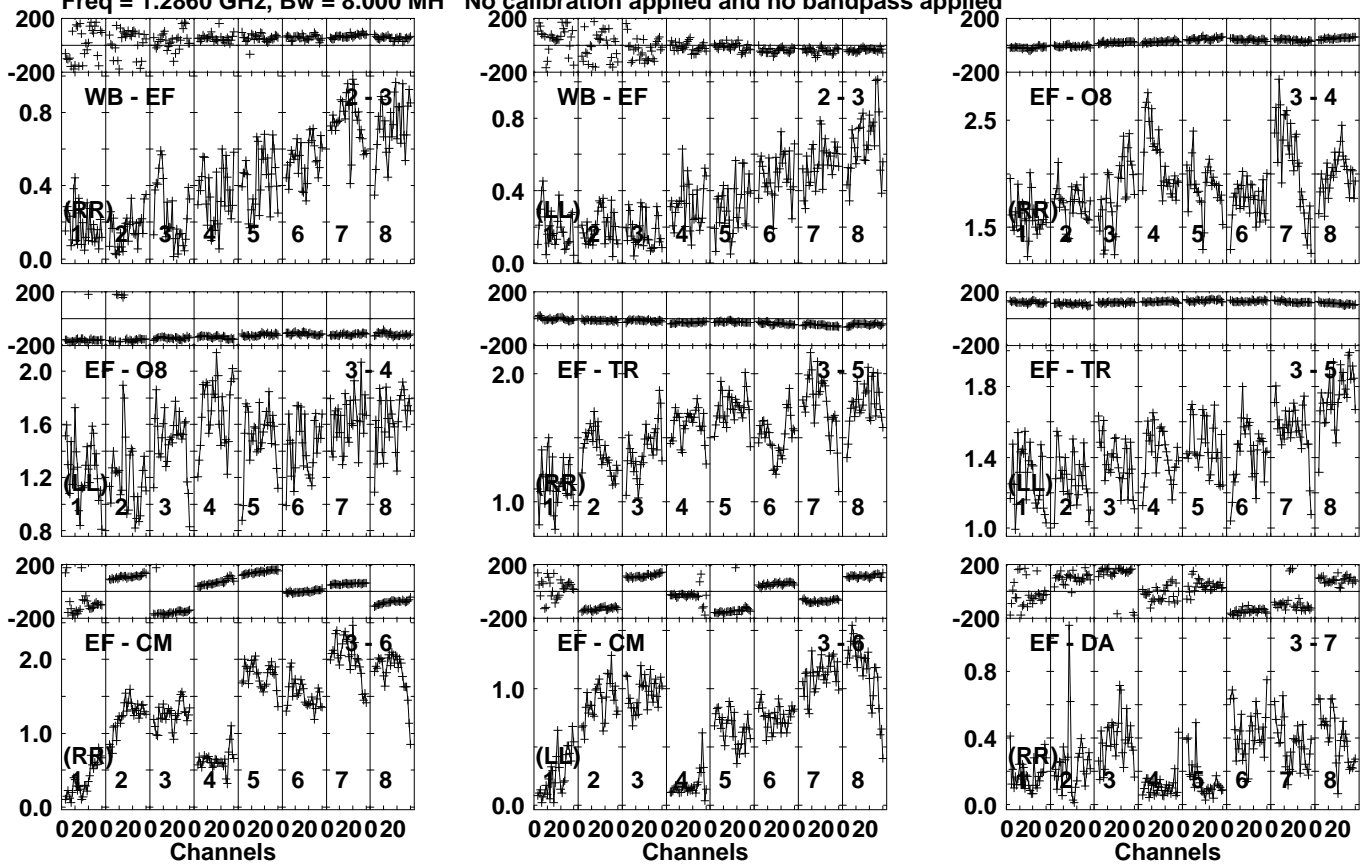 Freq = 1.2860 GHz, Bw = 8.000 MH No calibration applied and no bandpass applied
200
-200
WB - EF 2 - 3
0.8
0.4
0.0
(RR)
1 2 3 4 5 6 7 8
200
-200
WB - EF 2 - 3
0.8
0.4
0.0
(LL)
1 2 3 4 5 6 7 8
200
-200
EF - O8 3 - 4
2.5
1.5
(RR)
1 2 3 4 5 6 7 8
200
-200
EF - O8 3 - 4
2.0
1.6
1.2
0.8
(LL)
1 2 3 4 5 6 7 8
200
-200
EF - TR 3 - 5
2.0
1.0
(RR)
1 2 3 4 5 6 7 8
200
-200
EF - TR 3 - 5
1.8
1.4
1.0
(LL)
1 2 3 4 5 6 7 8
200
-200
EF - CM 3 - 6
2.0
1.0
0.0
(RR)
1 2 3 4 5 6 7 8
020020020020020020020020
Channels
200
-200
EF - CM 3 - 6
1.0
0.0
(LL)
1 2 3 4 5 6 7 8
020020020020020020020020
Channels
200
-200
EF - DA 3 - 7
0.8
0.4
0.0
(RR)
1 2 3 4 5 6 7 8
020020020020020020020020
Channels